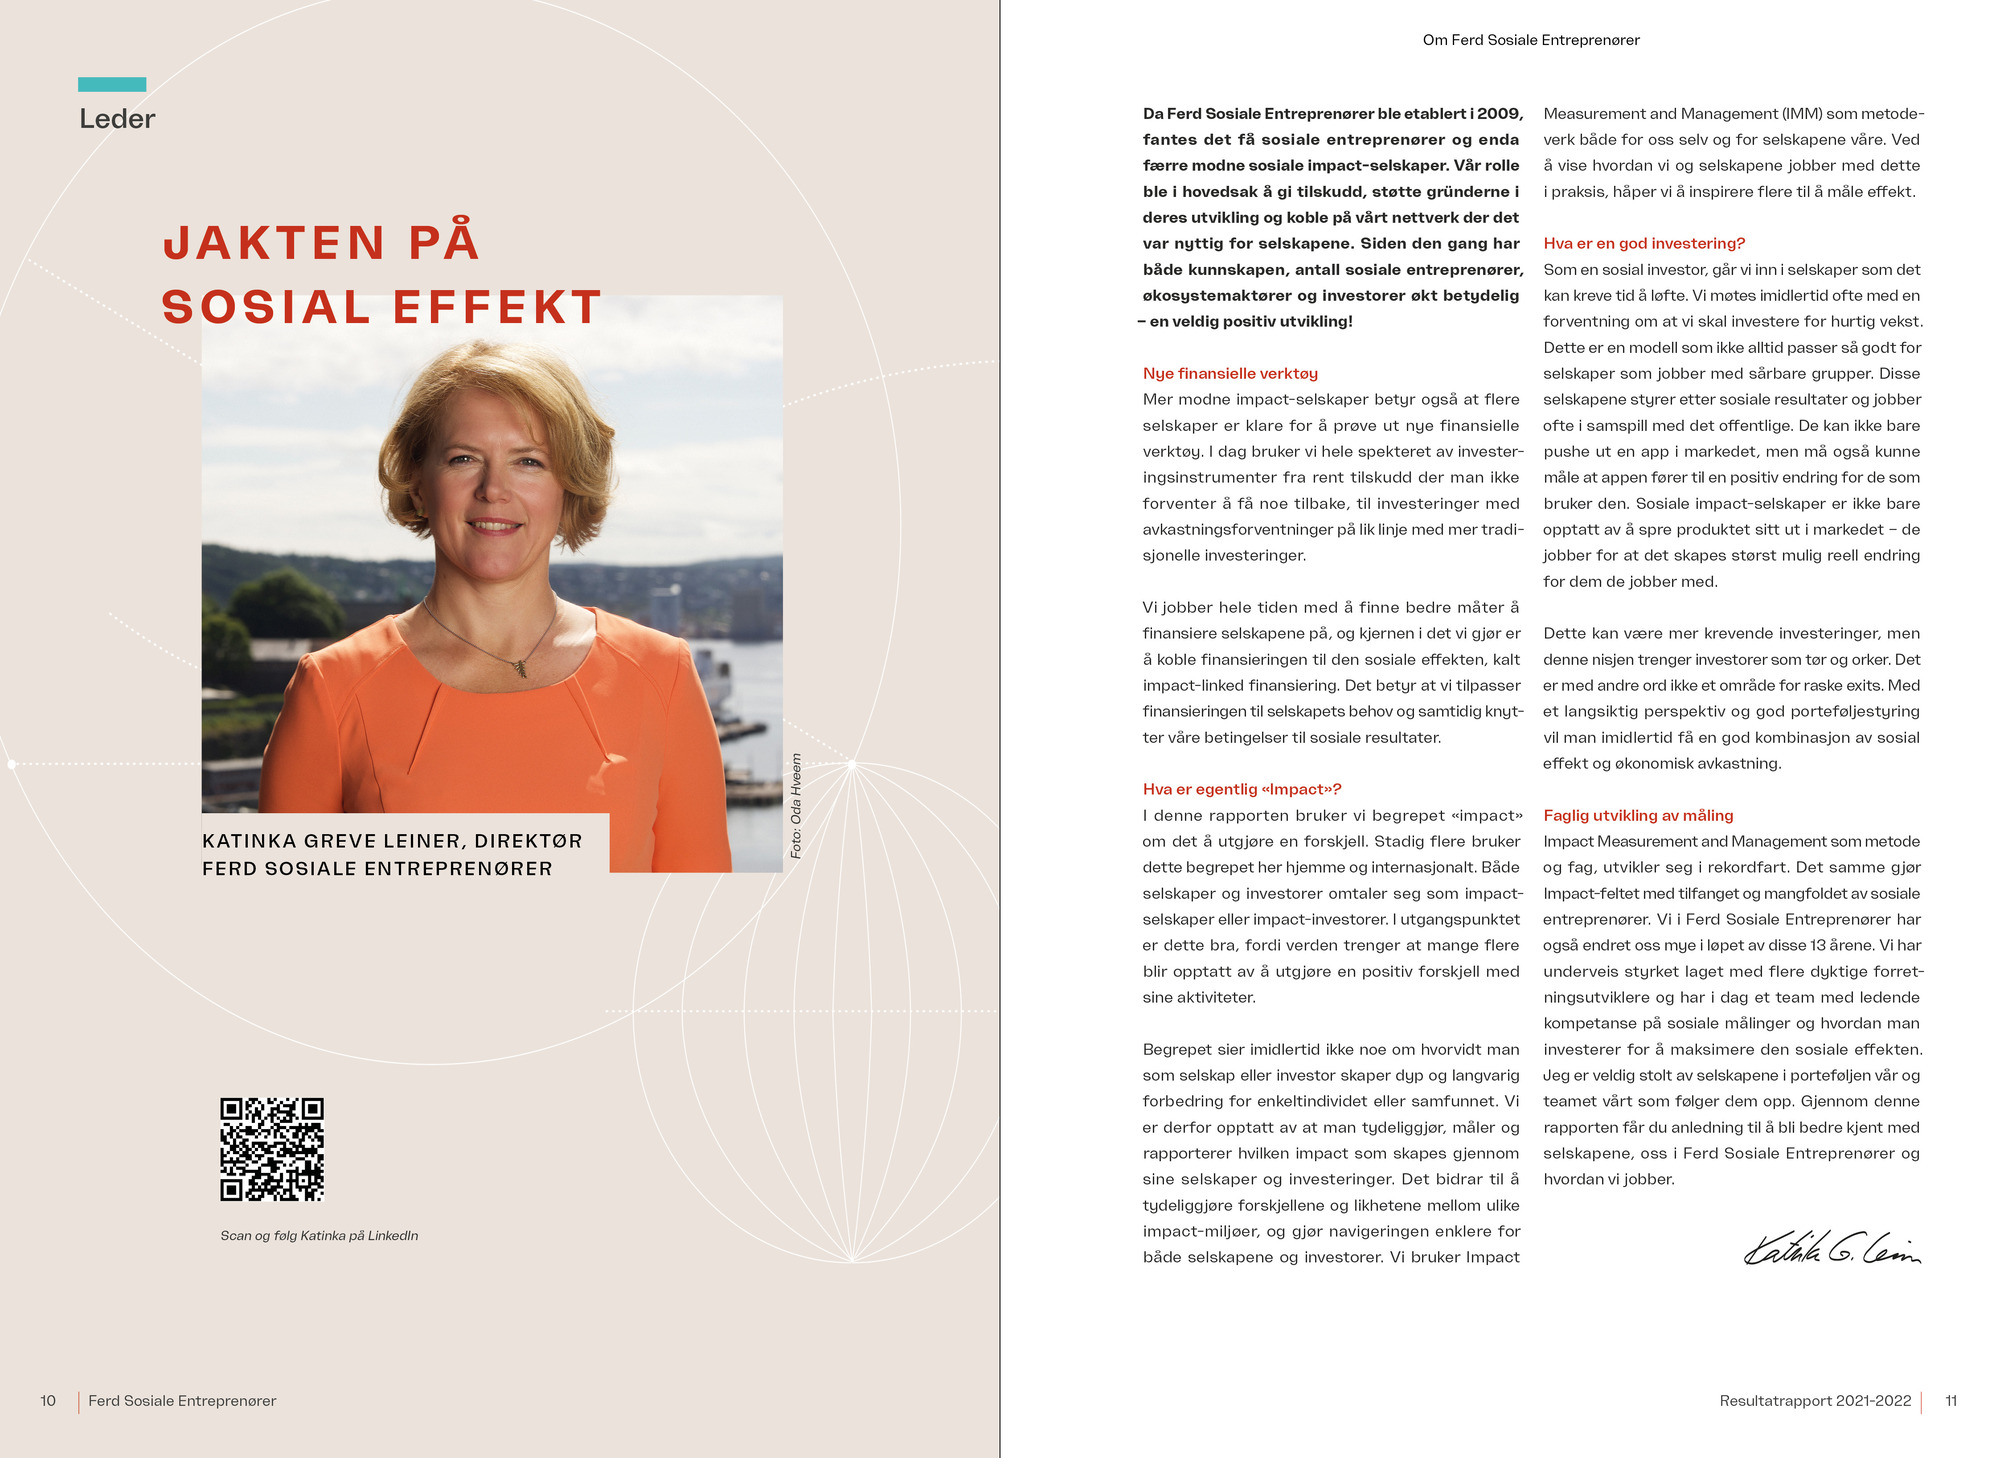 Leder
JAKTEN PÅ
SOSIAL EFFEKT
Foto: Oda Hveem
KATINKA GREVE LEINER, DIREKTØR
FERD SOSIALE ENTREPRENØRER
Scan og følg Katinka på LinkedIn
10
Ferd Sosiale Entreprenører
Om Ferd Sosiale Entreprenører
Da Ferd Sosiale Entreprenører ble etablert i 2009,
fantes det få sosiale entreprenører og enda
færre modne sosiale impact-selskaper. Vår rolle
ble i hovedsak å gi tilskudd, støtte gründerne i
deres utvikling og koble på vårt nettverk der det
var nyttig for selskapene. Siden den gang har
både kunnskapen, antall sosiale entreprenører,
økosystemaktører og investorer økt betydelig
– en veldig positiv utvikling!
Nye finansielle verktøy
Mer modne impact-selskaper betyr også at flere
selskaper er klare for å prøve ut nye finansielle
verktøy. I dag bruker vi hele spekteret av invester-
ingsinstrumenter fra rent tilskudd der man ikke
forventer å få noe tilbake, til investeringer med
avkastningsforventninger på lik linje med mer tradi-
sjonelle investeringer.
Vi jobber hele tiden med å finne bedre måter å
finansiere selskapene på, og kjernen i det vi gjør er
å koble finansieringen til den sosiale effekten, kalt
impact-linked finansiering. Det betyr at vi tilpasser
finansieringen til selskapets behov og samtidig knyt-
ter våre betingelser til sosiale resultater.
Hva er egentlig «Impact»?
I denne rapporten bruker vi begrepet «impact»
om det å utgjøre en forskjell. Stadig flere bruker
dette begrepet her hjemme og internasjonalt. Både
selskaper og investorer omtaler seg som impact-
selskaper eller impact-investorer. I utgangspunktet
er dette bra, fordi verden trenger at mange flere
blir opptatt av å utgjøre en positiv forskjell med
sine aktiviteter.
Begrepet sier imidlertid ikke noe om hvorvidt man
som selskap eller investor skaper dyp og langvarig
forbedring for enkeltindividet eller samfunnet. Vi
er derfor opptatt av at man tydeliggjør, måler og
rapporterer hvilken impact som skapes gjennom
sine selskaper og investeringer. Det bidrar til å
tydeliggjøre forskjellene og likhetene mellom ulike
impact-miljøer, og gjør navigeringen enklere for
både selskapene og investorer. Vi bruker Impact
Measurement and Management (IMM) som metode-
verk både for oss selv og for selskapene våre. Ved
å vise hvordan vi og selskapene jobber med dette
i praksis, håper vi å inspirere flere til å måle effekt.
Hva er en god investering?
Som en sosial investor, går vi inn i selskaper som det
kan kreve tid å løfte. Vi møtes imidlertid ofte med en
forventning om at vi skal investere for hurtig vekst.
Dette er en modell som ikke alltid passer så godt for
selskaper som jobber med sårbare grupper. Disse
selskapene styrer etter sosiale resultater og jobber
ofte i samspill med det offentlige. De kan ikke bare
pushe ut en app i markedet, men må også kunne
måle at appen fører til en positiv endring for de som
bruker den. Sosiale impact-selskaper er ikke bare
opptatt av å spre produktet sitt ut i markedet – de
jobber for at det skapes størst mulig reell endring
for dem de jobber med.
Dette kan være mer krevende investeringer, men
denne nisjen trenger investorer som tør og orker. Det
er med andre ord ikke et område for raske exits. Med
et langsiktig perspektiv og god porteføljestyring
vil man imidlertid få en god kombinasjon av sosial
effekt og økonomisk avkastning.
Faglig utvikling av måling
Impact Measurement and Management som metode
og fag, utvikler seg i rekordfart. Det samme gjør
Impact-feltet med tilfanget og mangfoldet av sosiale
entreprenører. Vi i Ferd Sosiale Entreprenører har
også endret oss mye i løpet av disse 13 årene. Vi har
underveis styrket laget med flere dyktige forret-
ningsutviklere og har i dag et team med ledende
kompetanse på sosiale målinger og hvordan man
investerer for å maksimere den sosiale effekten.
Jeg er veldig stolt av selskapene i porteføljen vår og
teamet vårt som følger dem opp. Gjennom denne
rapporten får du anledning til å bli bedre kjent med
selskapene, oss i Ferd Sosiale Entreprenører og
hvordan vi jobber.
Katinka G. Leiner
Resultatrapport 2021-2022
11